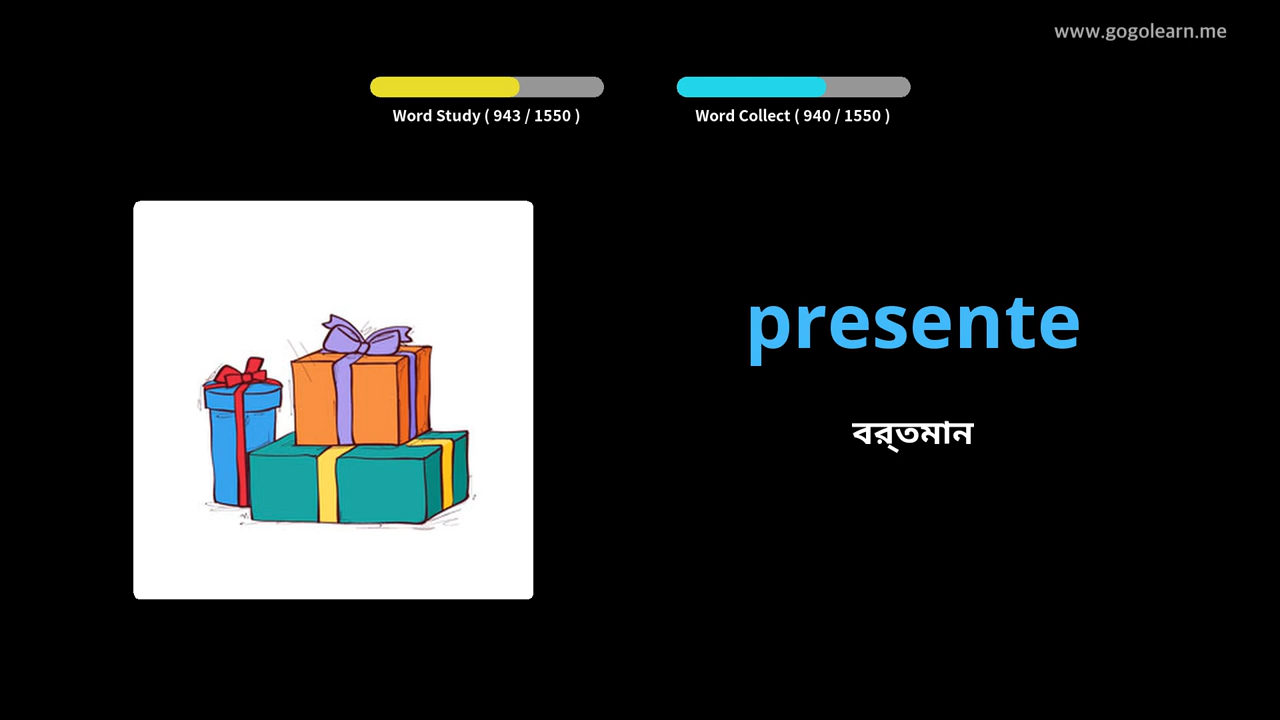 www.gogolearn.me
Word Study ( 943 / 1550 )
Word Collect ( 940 / 1550 )
presente
বর্তমান